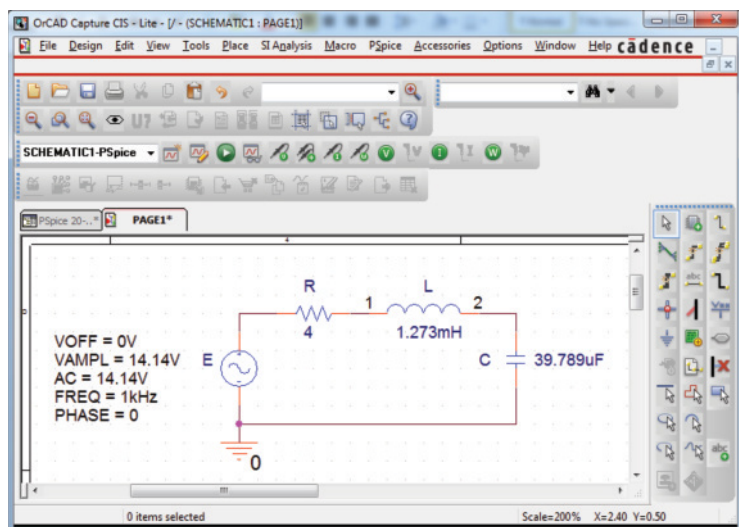 OrCAD Capture CIS - Lite - [/ - (SCHEMATIC1 : PAGE1)]
File Design Edit View Tools Place SI Analysis Macro PSpice Accessories Options Window Help cādence
U?
SCHEMATIC1-PSpice
V V I I W
PSpice 20-...* PAGE1*
abc
R L
1 2
4 1.273mH
VOFF = 0V
VAMPL = 14.14V E C 39.789uF
AC = 14.14V
FREQ = 1kHz
PHASE = 0
0
abc
0 items selected Scale=200% X=2.40 Y=0.50